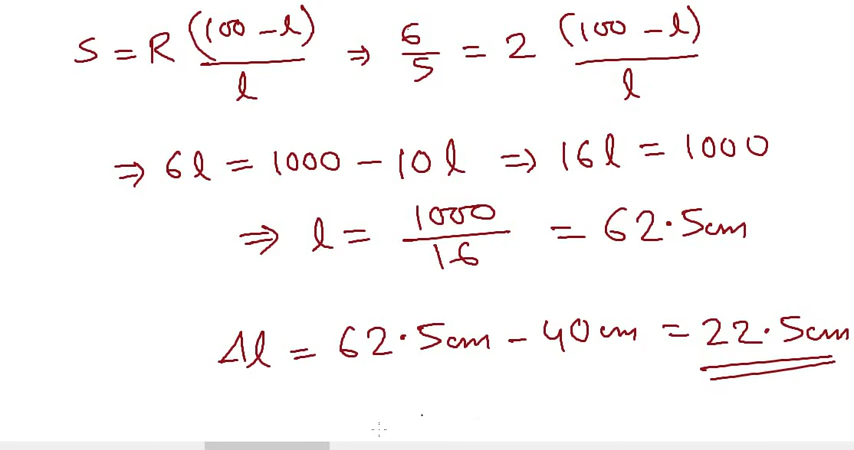 S = R (100 - l)/l ⇒ 6/5 = 2 (100 - l)/l
⇒ 6l = 1000 - 10l ⇒ 16l = 1000
⇒ l = 1000/16 = 62.5cm
Δl = 62.5cm - 40cm = 22.5cm